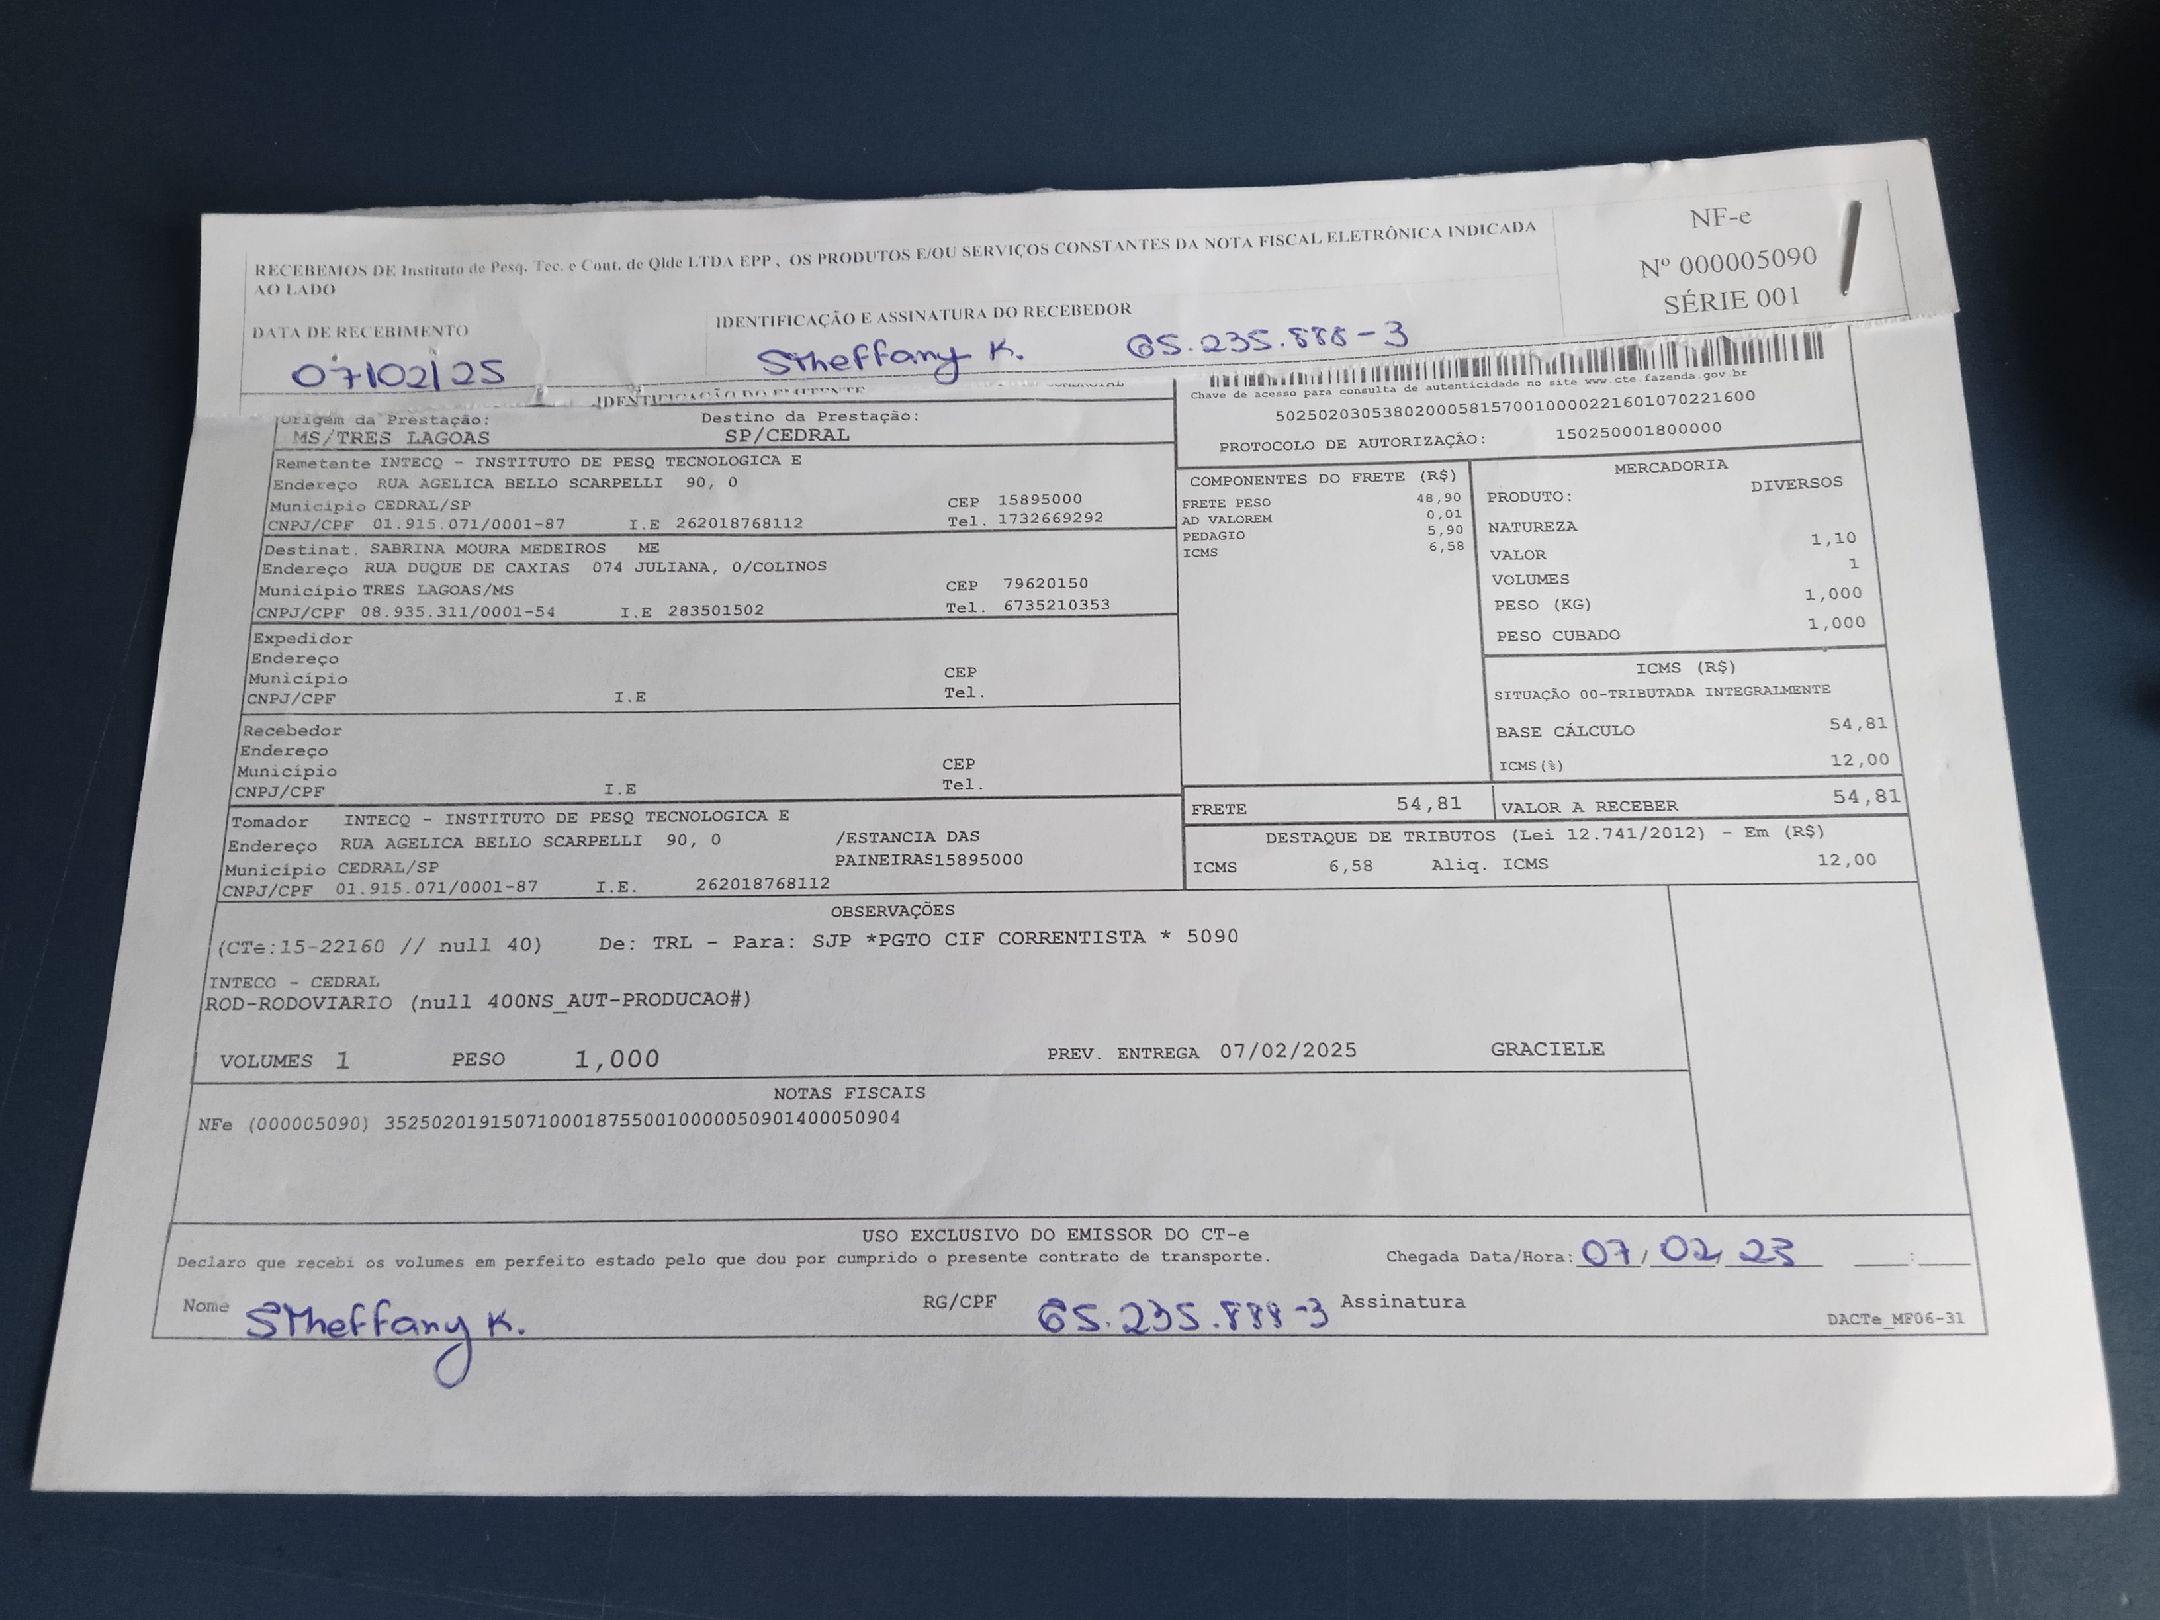 RECEBEMOS DE Instituto de Pesq. Tec. e Cont. de Qlde LTDA EPP , OS PRODUTOS E/OU SERVIÇOS CONSTANTES DA NOTA FISCAL ELETRÔNICA INDICADA
AO LADO
NF-e
Nº 000005090
SÉRIE 001
DATA DE RECEBIMENTO
IDENTIFICAÇÃO E ASSINATURA DO RECEBEDOR
07/02/25
Stheffany K. 65.235.888-3
IDENTIFICAÇÃO DO EMITENTE
Chave de acesso para consulta de autenticidade no site www.cte.fazenda.gov.br
50250203053802000581570010000221601070221600
PROTOCOLO DE AUTORIZAÇÃO: 150250001800000
Origem da Prestação: Destino da Prestação:
MS/TRES LAGOAS SP/CEDRAL
Remetente INTECQ - INSTITUTO DE PESQ TECNOLOGICA E
Endereço RUA AGELICA BELLO SCARPELLI 90, 0
Município CEDRAL/SP CEP 15895000
CNPJ/CPF 01.915.071/0001-87 I.E 262018768112 Tel. 1732669292
Destinat. SABRINA MOURA MEDEIROS ME
Endereço RUA DUQUE DE CAXIAS 074 JULIANA, 0/COLINOS
Município TRES LAGOAS/MS CEP 79620150
CNPJ/CPF 08.935.311/0001-54 I.E 283501502 Tel. 6735210353
Expedidor
Endereço
Município CEP
CNPJ/CPF I.E Tel.
Recebedor
Endereço
Município CEP
CNPJ/CPF I.E Tel.
Tomador INTECQ - INSTITUTO DE PESQ TECNOLOGICA E
Endereço RUA AGELICA BELLO SCARPELLI 90, 0 /ESTANCIA DAS
Município CEDRAL/SP PAINEIRAS15895000
CNPJ/CPF 01.915.071/0001-87 I.E. 262018768112
COMPONENTES DO FRETE (R$)
FRETE PESO 48,90
AD VALOREM 0,01
PEDAGIO 5,90
ICMS 6,58
MERCADORIA
PRODUTO: DIVERSOS
NATUREZA
VALOR 1,10
VOLUMES 1
PESO (KG) 1,000
PESO CUBADO 1,000
ICMS (R$)
SITUAÇÃO 00-TRIBUTADA INTEGRALMENTE
BASE CÁLCULO 54,81
ICMS(%) 12,00
FRETE 54,81 VALOR A RECEBER 54,81
DESTAQUE DE TRIBUTOS (Lei 12.741/2012) - Em (R$)
ICMS 6,58 Aliq. ICMS 12,00
OBSERVAÇÕES
(CTe:15-22160 // null 40) De: TRL - Para: SJP *PGTO CIF CORRENTISTA * 5090
INTECO - CEDRAL
ROD-RODOVIARIO (null 400NS_AUT-PRODUCAO#)
VOLUMES 1 PESO 1,000 PREV. ENTREGA 07/02/2025 GRACIELE
NOTAS FISCAIS
NFe (000005090) 35250201915071000187550010000050901400050904
USO EXCLUSIVO DO EMISSOR DO CT-e
Declaro que recebi os volumes em perfeito estado pelo que dou por cumprido o presente contrato de transporte. Chegada Data/Hora: 07/02/23 :
Nome Stheffany K. RG/CPF 65.235.888-3 Assinatura
DACTe_MF06-31